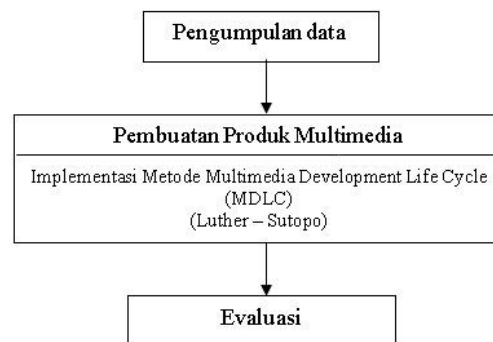 Pengumpulan data
Pembuatan Produk Multimedia
Implementasi Metode Multimedia Development Life Cycle
(MDLC)
(Luther – Sutopo)
Evaluasi